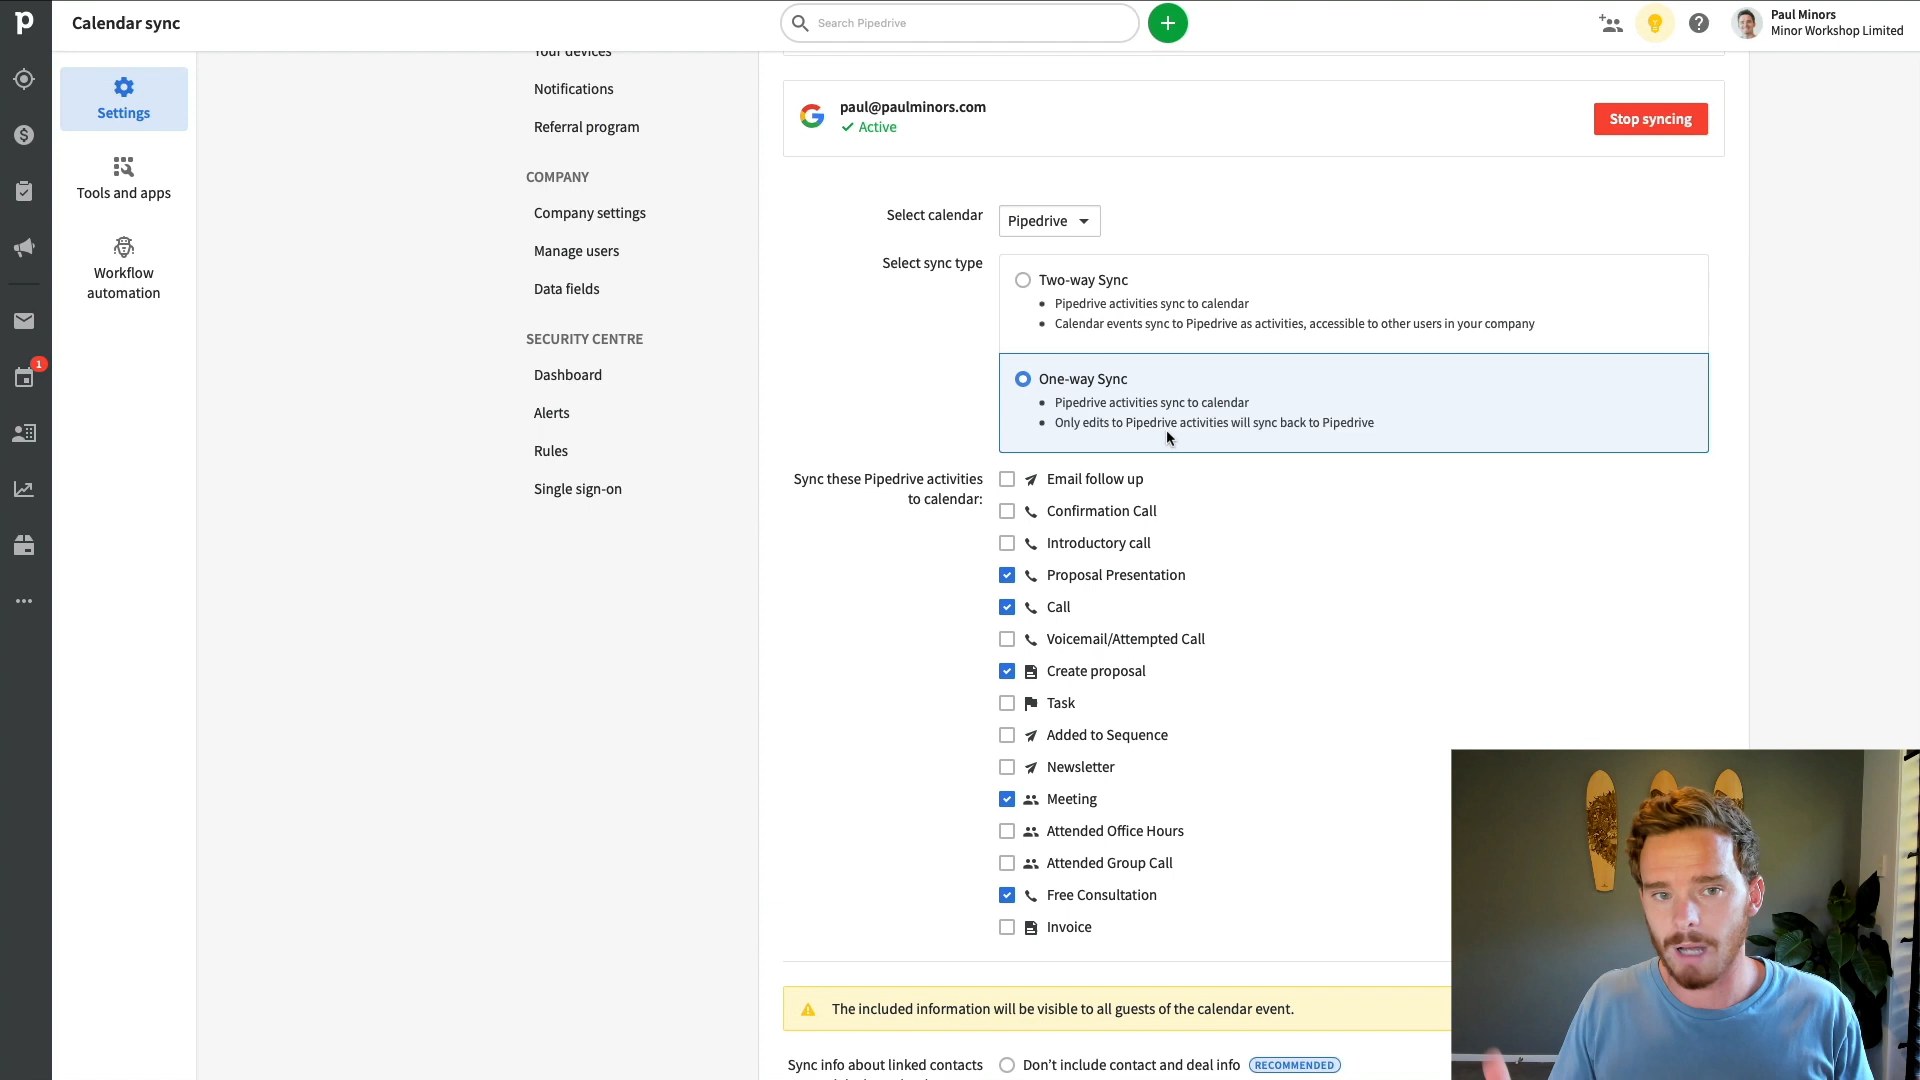 Calendar sync
Search Pipedrive
Paul Minors
Minor Workshop Limited
Settings
Tools and apps
Workflow
automation
1
Your devices
Notifications
Referral program
COMPANY
Company settings
Manage users
Data fields
SECURITY CENTRE
Dashboard
Alerts
Rules
Single sign-on
paul@paulminors.com
Active
Stop syncing
Select calendar
Pipedrive
Select sync type
Two-way Sync
Pipedrive activities sync to calendar
Calendar events sync to Pipedrive as activities, accessible to other users in your company
One-way Sync
Pipedrive activities sync to calendar
Only edits to Pipedrive activities will sync back to Pipedrive
Sync these Pipedrive activities
to calendar:
Email follow up
Confirmation Call
Introductory call
Proposal Presentation
Call
Voicemail/Attempted Call
Create proposal
Task
Added to Sequence
Newsletter
Meeting
Attended Office Hours
Attended Group Call
Free Consultation
Invoice
The included information will be visible to all guests of the calendar event.
Sync info about linked contacts
Don't include contact and deal info
RECOMMENDED